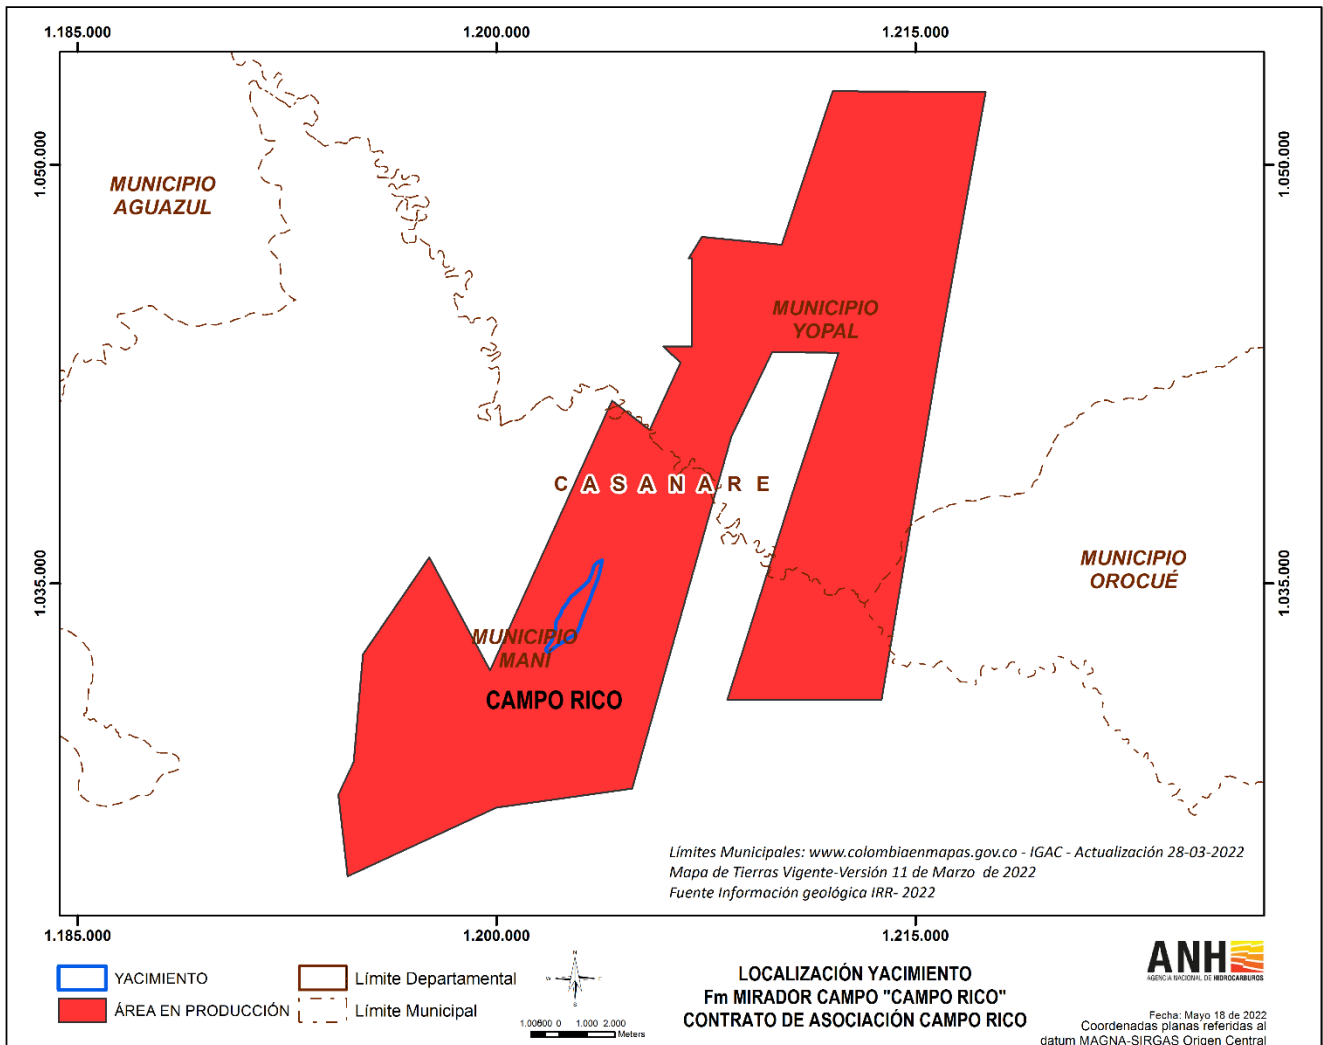 1.185.000
1.200.000
1.215.000
1.050.000
1.050.000
MUNICIPIO
AGUAZUL
MUNICIPIO
YOPAL
CASANARE
MUNICIPIO
OROCUÉ
1.035.000
1.035.000
MUNICIPIO
MANÍ
CAMPO RICO
Límites Municipales: www.colombiaenmapas.gov.co - IGAC - Actualización 28-03-2022
Mapa de Tierras Vigente-Versión 11 de Marzo de 2022
Fuente Información geológica IRR- 2022
1.185.000
1.200.000
1.215.000
YACIMIENTO
ÁREA EN PRODUCCIÓN
Límite Departamental
Límite Municipal
N
W
E
S
0 1.000 2.000
Meters
LOCALIZACIÓN YACIMIENTO
Fm MIRADOR CAMPO "CAMPO RICO"
CONTRATO DE ASOCIACIÓN CAMPO RICO
ANH
AGENCIA NACIONAL DE HIDROCARBUROS
Fecha: Mayo 18 de 2022
Coordenadas planas referidas al
datum MAGNA-SIRGAS Origen Central